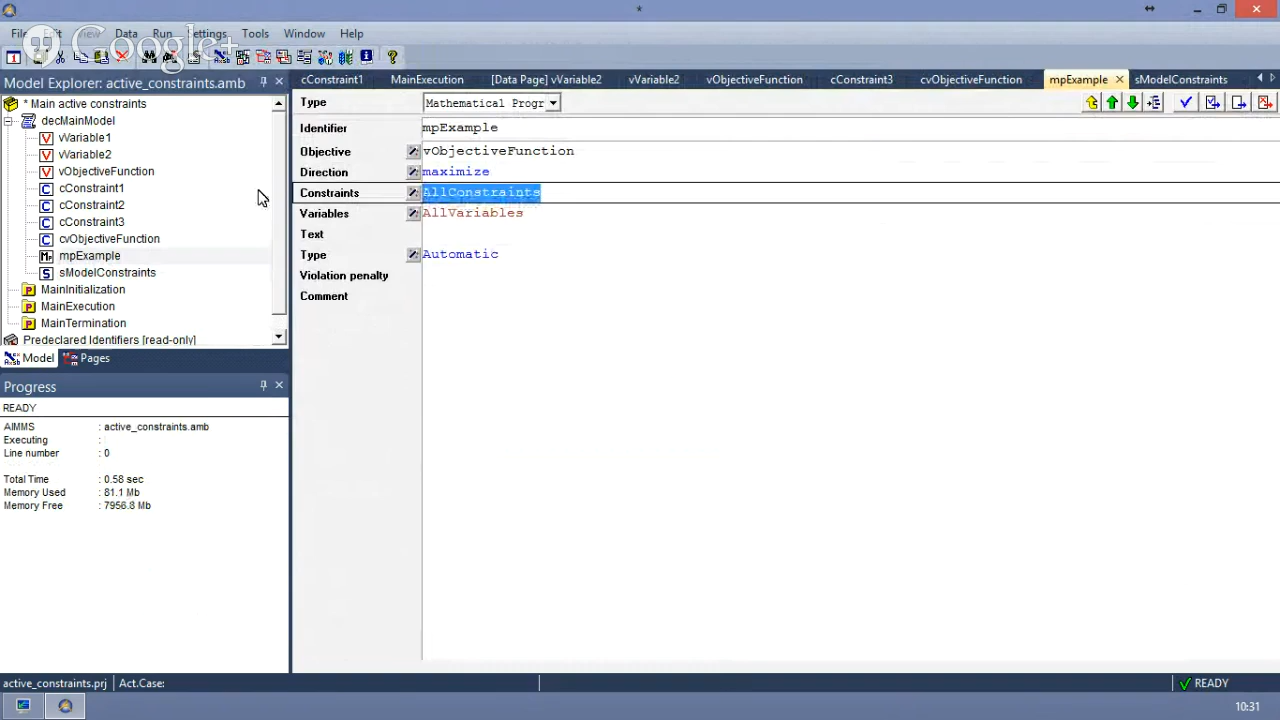 *
File Edit View Data Run Settings Tools Window Help
Google+
Model Explorer: active_constraints.amb
cConstraint1 MainExecution [Data Page] vVariable2 vVariable2 vObjectiveFunction cConstraint3 cvObjectiveFunction mpExample sModelConstraints
* Main active constraints
decMainModel
V vVariable1
V vVariable2
V vObjectiveFunction
C cConstraint1
C cConstraint2
C cConstraint3
C cvObjectiveFunction
MP mpExample
S sModelConstraints
P MainInitialization
P MainExecution
P MainTermination
Predeclared Identifiers [read-only]
Model Pages
Type Mathematical Progr
Identifier mpExample
Objective vObjectiveFunction
Direction maximize
Constraints AllConstraints
Variables AllVariables
Text
Type Automatic
Violation penalty
Comment
Progress
READY
AIMMS : active_constraints.amb
Executing :
Line number : 0
Total Time : 0.58 sec
Memory Used : 81.1 Mb
Memory Free : 7956.8 Mb
active_constraints.prj Act.Case: READY
10:31